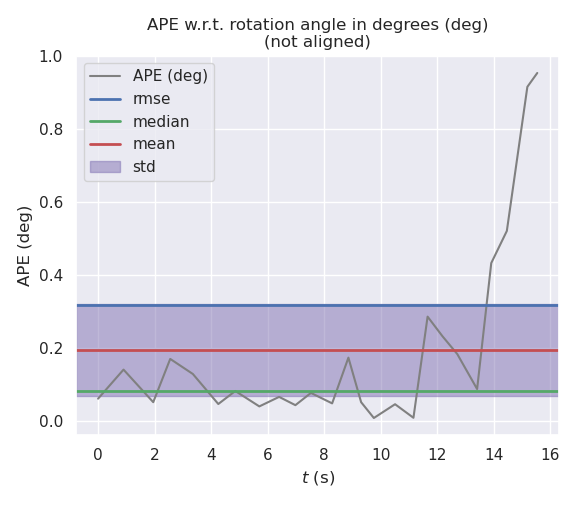 APE w.r.t. rotation angle in degrees (deg)
(not aligned)
APE (deg)
rmse
median
mean
std
APE (deg)
1.0
0.8
0.6
0.4
0.2
0.0
0 2 4 6 8 10 12 14 16
t (s)